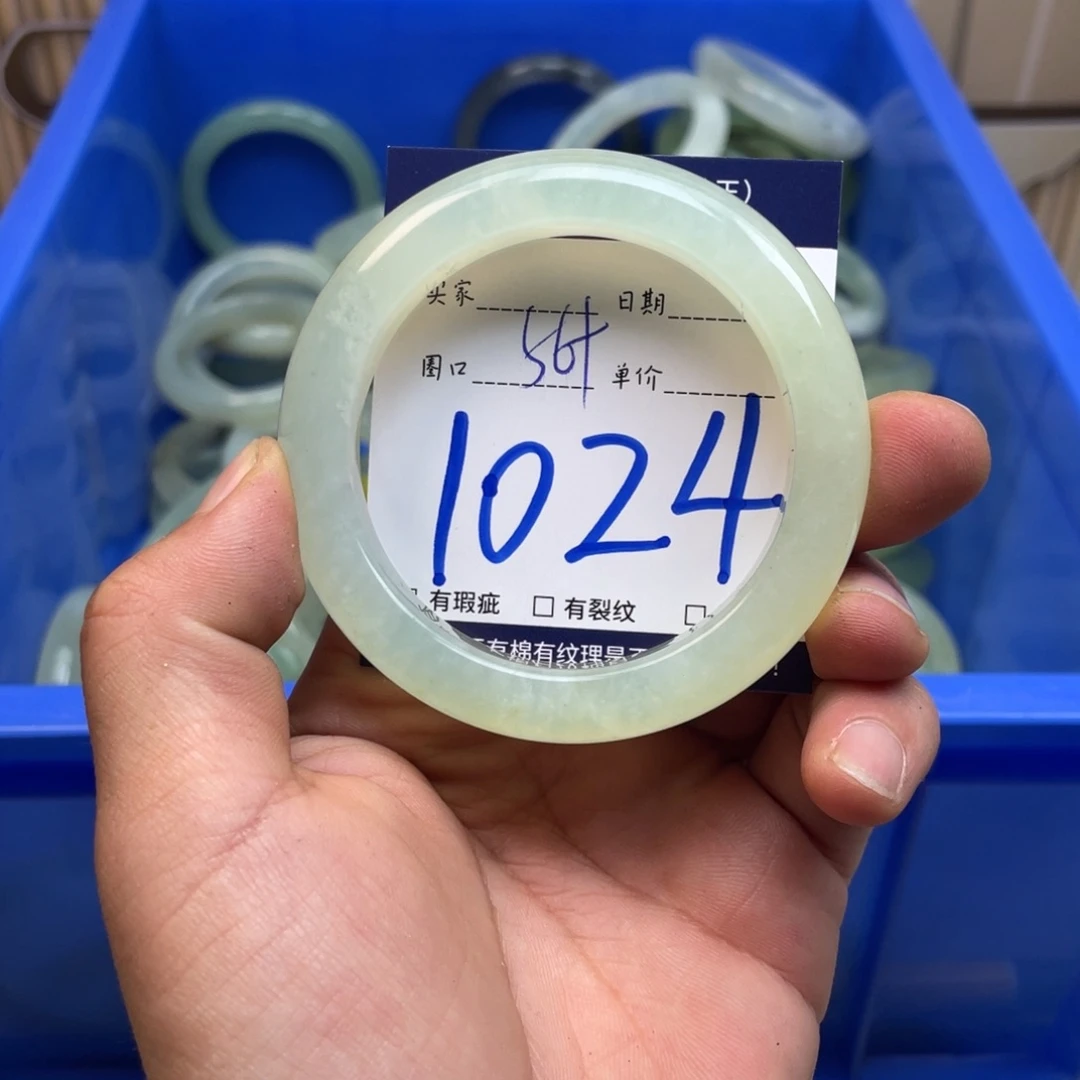 正）
买家 日期
圈口 56+ 单价
1024
有瑕疵 □ 有裂纹 □
有棉有纹理是